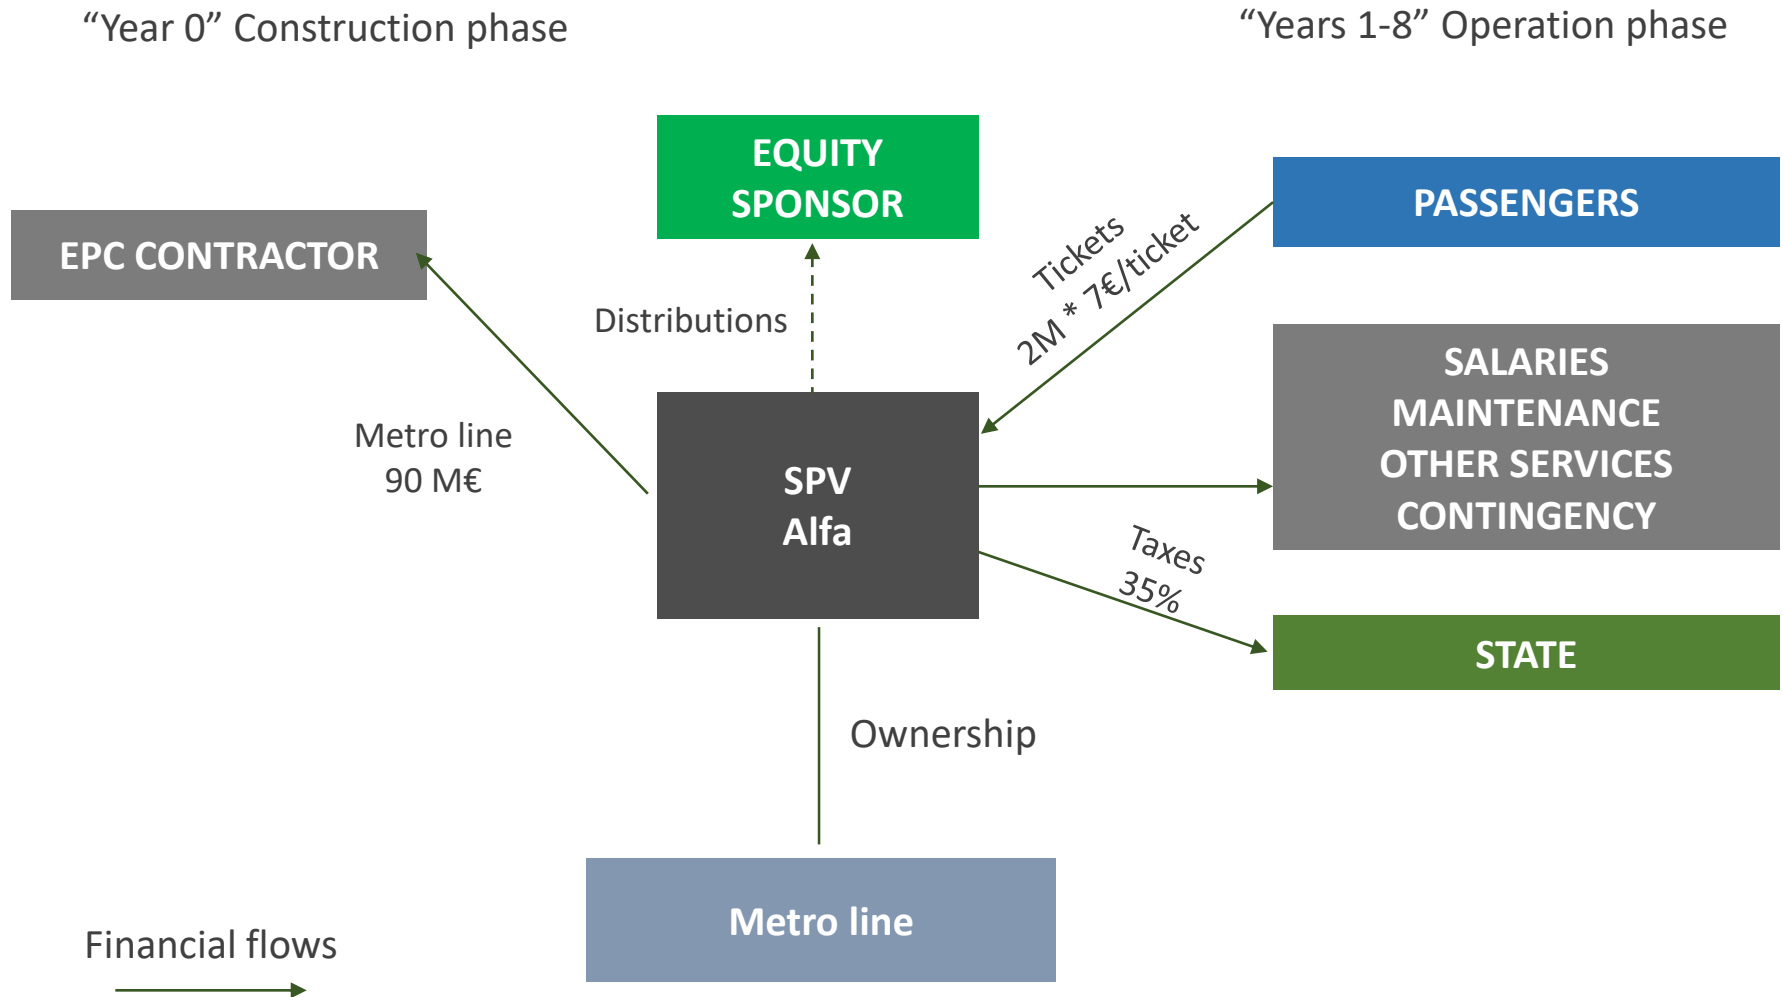 “Year 0” Construction phase
“Years 1-8” Operation phase
EQUITY
SPONSOR
PASSENGERS
EPC CONTRACTOR
Tickets
2M * 7€/ticket
Distributions
SALARIES
MAINTENANCE
OTHER SERVICES
CONTINGENCY
Metro line
90 M€
SPV
Alfa
Taxes
35%
STATE
Ownership
Metro line
Financial flows